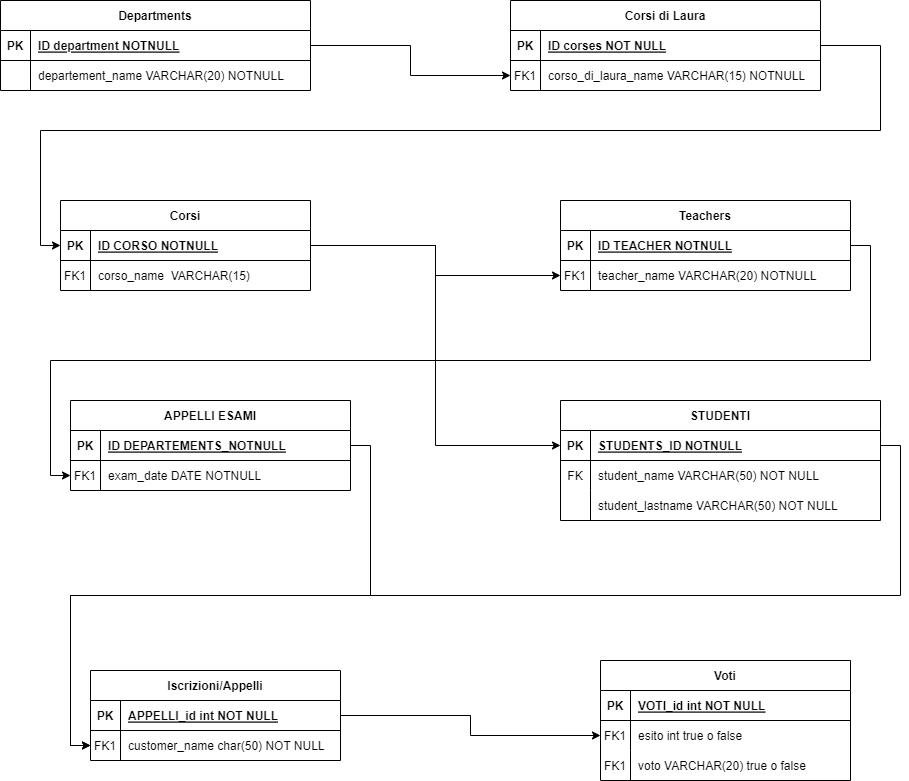 Departments
PK ID department NOTNULL
departement_name VARCHAR(20) NOTNULL
Corsi di Laura
PK ID corses NOT NULL
FK1 corso_di_laura_name VARCHAR(15) NOTNULL
Corsi
PK ID CORSO NOTNULL
FK1 corso_name VARCHAR(15)
Teachers
PK ID TEACHER NOTNULL
FK1 teacher_name VARCHAR(20) NOTNULL
APPELLI ESAMI
PK ID DEPARTEMENTS_NOTNULL
FK1 exam_date DATE NOTNULL
STUDENTI
PK STUDENTS_ID NOTNULL
FK student_name VARCHAR(50) NOT NULL
student_lastname VARCHAR(50) NOT NULL
Iscrizioni/Appelli
PK APPELLI_id int NOT NULL
FK1 customer_name char(50) NOT NULL
Voti
PK VOTI_id int NOT NULL
FK1 esito int true o false
FK1 voto VARCHAR(20) true o false